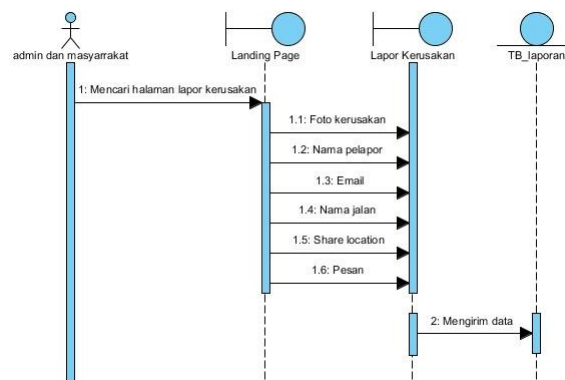 admin dan masyarrakat
Landing Page
Lapor Kerusakan
TB_laporan
1: Mencari halaman lapor kerusakan
1.1: Foto kerusakan
1.2: Nama pelapor
1.3: Email
1.4: Nama jalan
1.5: Share location
1.6: Pesan
2: Mengirim data